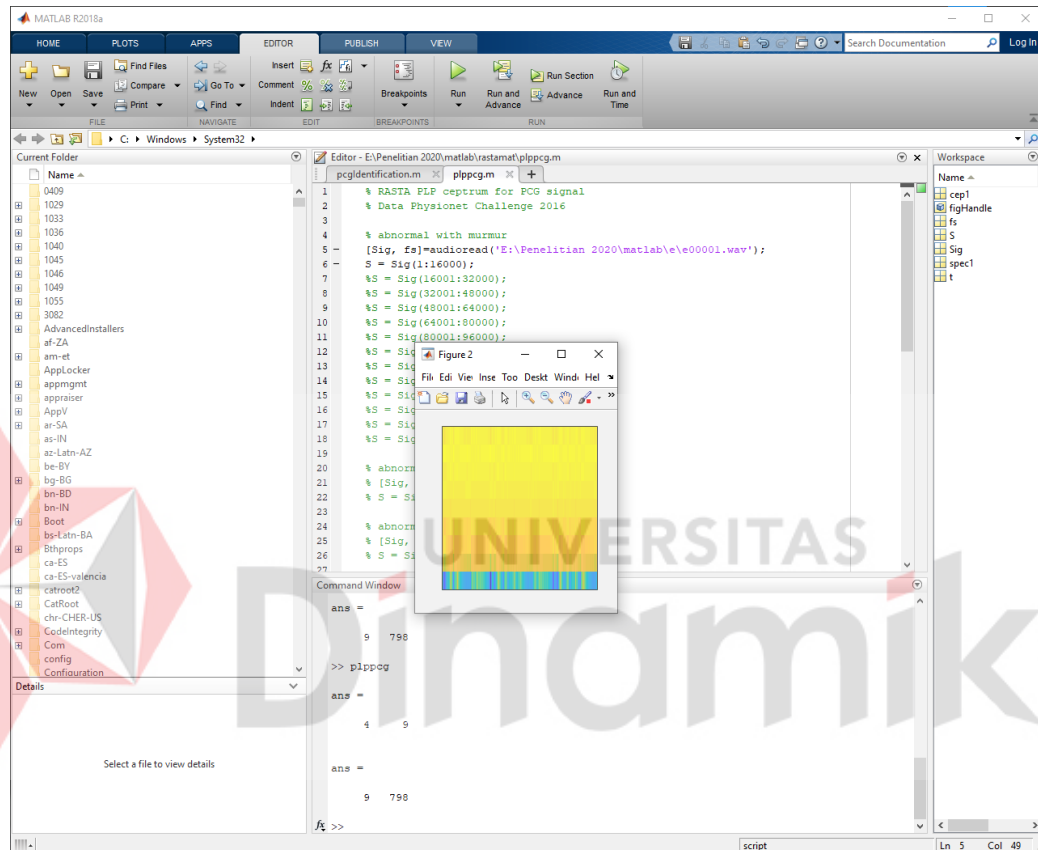 MATLAB R2018a
HOME PLOTS APPS EDITOR PUBLISH VIEW Search Documentation Log In
New Open Save Find Files Compare Print Go To Find Insert Comment Indent Breakpoints Run Run and Advance Run Section Advance Run and Time
FILE NAVIGATE EDIT BREAKPOINTS RUN
C: Windows System32
Current Folder
Name
0409
1029
1033
1036
1040
1045
1046
1049
1055
3082
AdvancedInstallers
af-ZA
am-et
AppLocker
appmgmt
appraiser
AppV
ar-SA
as-IN
az-Latn-AZ
be-BY
bg-BG
bn-BD
bn-IN
Boot
bs-Latn-BA
Bthprops
ca-ES
ca-ES-valencia
catroot2
CatRoot
chr-CHER-US
CodeIntegrity
Com
config
Configuration
Details
Select a file to view details
Editor - E:\Penelitian 2020\matlab\rastamat\plppcg.m
pcgIdentification.m plppcg.m
1 % RASTA PLP ceptrum for PCG signal
2 % Data Physionet Challenge 2016
3
4 % abnormal with murmur
5 [Sig, fs]=audioread('E:\Penelitian 2020\matlab\e\e00001.wav');
6 S = Sig(1:16000);
7 %S = Sig(16001:32000);
8 %S = Sig(32001:48000);
9 %S = Sig(48001:64000);
10 %S = Sig(64001:80000);
11 %S = Sig(80001:96000);
12 %S = Sig
13 %S = Sig
14 %S = Sig
15 %S = Sig
16 %S = Sig
17 %S = Sig
18 %S = Sig
19
20 % abnorm
21 % [Sig,
22 % S = Si
23
24 % abnorm
25 % [Sig,
26 % S = Si
27
Figure 2
Fil Edi Vie Inse Too Deskt Wind Hel
UNIVERSITAS
Dinamik
Command Window
ans =
9 798
>> plppcg
ans =
4 9
ans =
9 798
fx >>
Workspace
Name
cep1
figHandle
fs
S
Sig
spec1
t
script Ln 5 Col 49